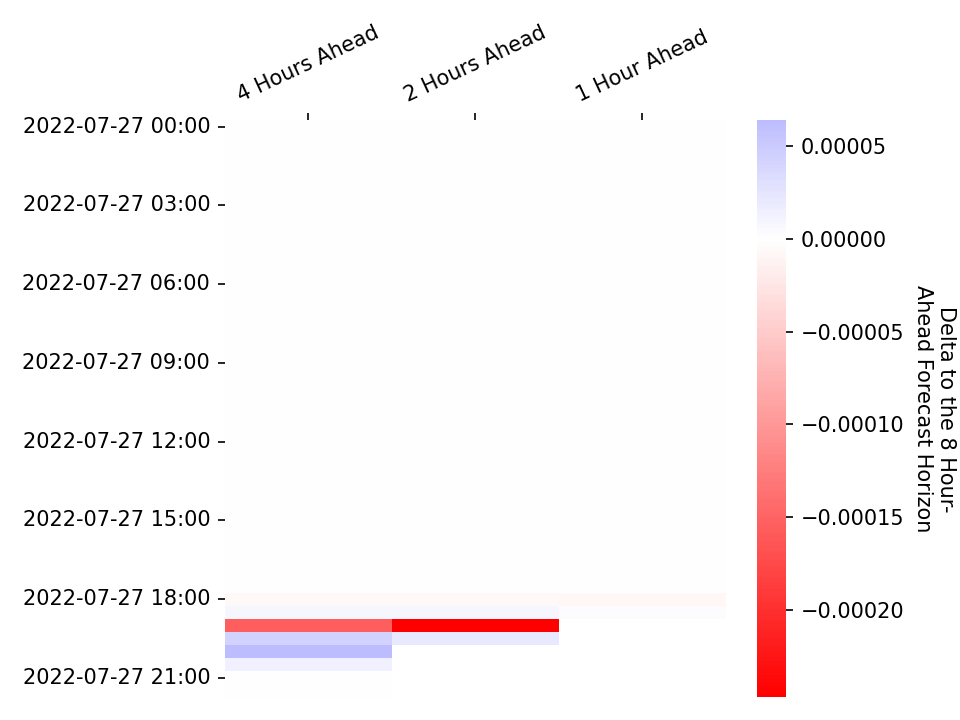 4 Hours Ahead
2 Hours Ahead
1 Hour Ahead
2022-07-27 00:00
2022-07-27 03:00
2022-07-27 06:00
2022-07-27 09:00
2022-07-27 12:00
2022-07-27 15:00
2022-07-27 18:00
2022-07-27 21:00
0.00005
0.00000
−0.00005
−0.00010
−0.00015
−0.00020
Delta to the 8 Hour-
Ahead Forecast Horizon